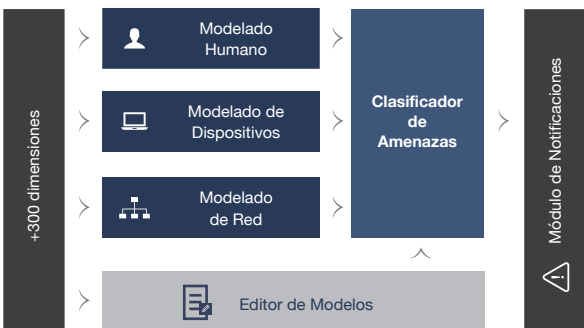 +300 dimensiones
Modelado
Humano
Modelado de
Dispositivos
Modelado
de Red
Clasificador
de
Amenazas
Editor de Modelos
Módulo de Notificaciones